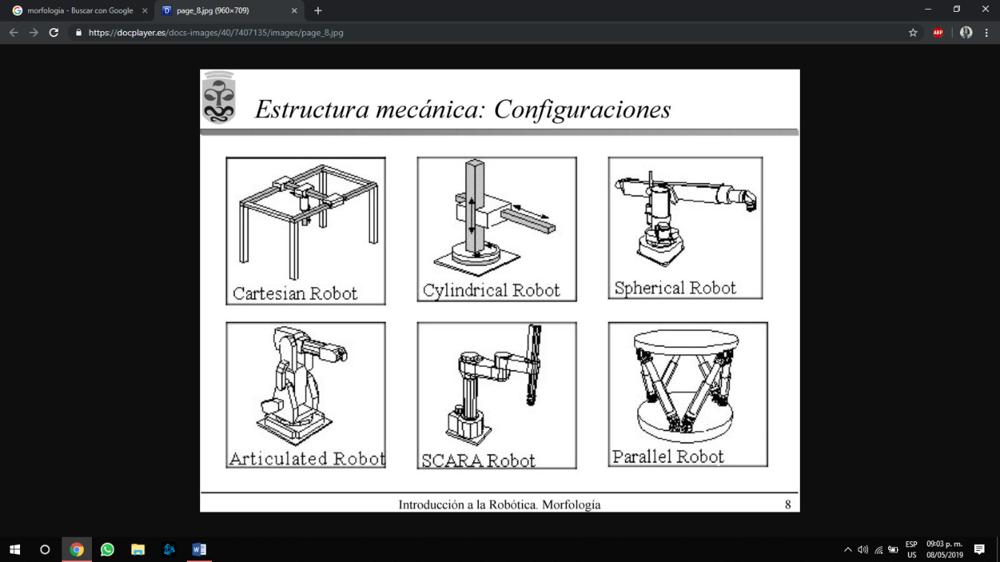 morfologia - Buscar con Google
page_8.jpg (960×709)
https://docplayer.es/docs-images/40/7407135/images/page_8.jpg
ABP
Estructura mecánica: Configuraciones
Cartesian Robot
Cylindrical Robot
Spherical Robot
Articulated Robot
SCARA Robot
Parallel Robot
Introducción a la Robótica. Morfología
8
ESP
US
09:03 p. m.
08/05/2019